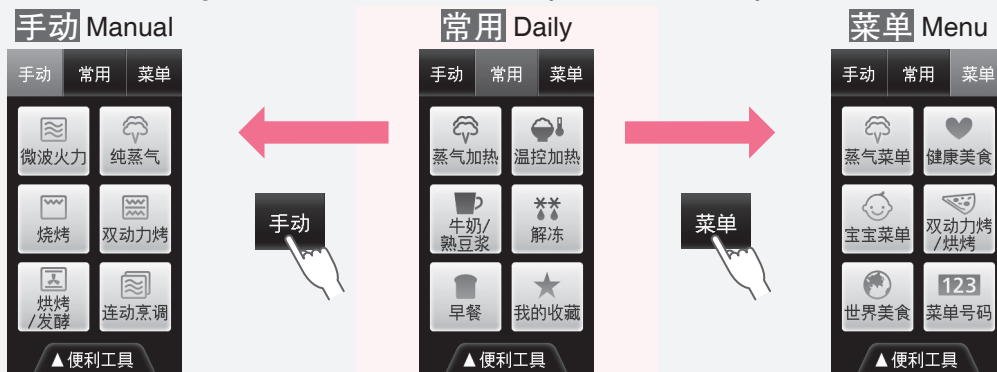 手动 Manual
手动 常用 菜单
微波火力 纯蒸气
烧烤 双动力烤
烘烤
/发酵
连动烹调
▲便利工具
手动
常用 Daily
手动 常用 菜单
蒸气加热 温控加热
牛奶/
熟豆浆
解冻
早餐 我的收藏
▲便利工具
菜单
菜单 Menu
手动 常用 菜单
蒸气菜单 健康美食
宝宝菜单
双动力烤
/烘烤
世界美食
123
菜单号码
▲便利工具